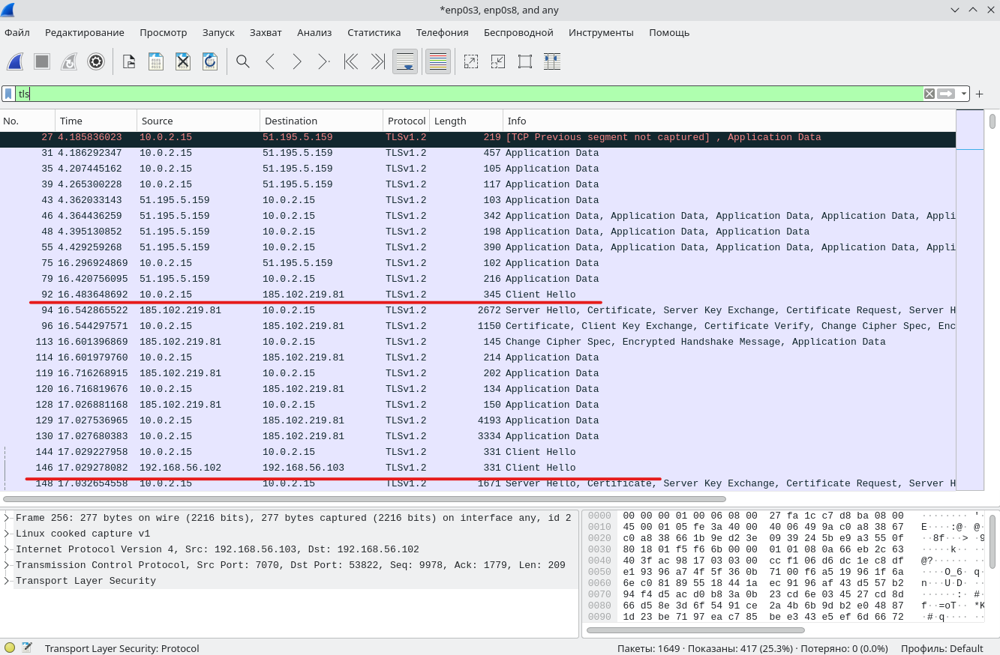 *enp0s3, enp0s8, and any
Файл Редактирование Просмотр Запуск Захват Анализ Статистика Телефония Беспроводной Инструменты Помощь
tls
No. Time Source Destination Protocol Length Info
27 4.185836023 10.0.2.15 51.195.5.159 TLSv1.2 219 [TCP Previous segment not captured] , Application Data
31 4.186292347 10.0.2.15 51.195.5.159 TLSv1.2 457 Application Data
35 4.207445162 10.0.2.15 51.195.5.159 TLSv1.2 105 Application Data
39 4.265300228 10.0.2.15 51.195.5.159 TLSv1.2 117 Application Data
43 4.362033143 51.195.5.159 10.0.2.15 TLSv1.2 103 Application Data
46 4.364436259 51.195.5.159 10.0.2.15 TLSv1.2 342 Application Data, Application Data, Application Data, Application Data, Appli
48 4.395130852 51.195.5.159 10.0.2.15 TLSv1.2 198 Application Data, Application Data, Application Data
55 4.429259268 51.195.5.159 10.0.2.15 TLSv1.2 390 Application Data, Application Data, Application Data, Application Data, Appli
75 16.296924869 10.0.2.15 51.195.5.159 TLSv1.2 102 Application Data
79 16.420756095 51.195.5.159 10.0.2.15 TLSv1.2 216 Application Data
92 16.483648692 10.0.2.15 185.102.219.81 TLSv1.2 345 Client Hello
94 16.542865522 185.102.219.81 10.0.2.15 TLSv1.2 2672 Server Hello, Certificate, Server Key Exchange, Certificate Request, Server H
96 16.544297571 10.0.2.15 185.102.219.81 TLSv1.2 1150 Certificate, Client Key Exchange, Certificate Verify, Change Cipher Spec, Enc
113 16.601396869 185.102.219.81 10.0.2.15 TLSv1.2 145 Change Cipher Spec, Encrypted Handshake Message, Application Data
114 16.601979760 10.0.2.15 185.102.219.81 TLSv1.2 214 Application Data
119 16.716268915 185.102.219.81 10.0.2.15 TLSv1.2 202 Application Data
120 16.716819676 10.0.2.15 185.102.219.81 TLSv1.2 134 Application Data
128 17.026881168 185.102.219.81 10.0.2.15 TLSv1.2 150 Application Data
129 17.027536965 10.0.2.15 185.102.219.81 TLSv1.2 4193 Application Data
130 17.027680383 10.0.2.15 185.102.219.81 TLSv1.2 3334 Application Data
144 17.029227958 10.0.2.15 10.0.2.15 TLSv1.2 331 Client Hello
146 17.029278082 192.168.56.102 192.168.56.103 TLSv1.2 331 Client Hello
148 17.032654558 10.0.2.15 10.0.2.15 TLSv1.2 1671 Server Hello, Certificate, Server Key Exchange, Certificate Request, Server H
Frame 256: 277 bytes on wire (2216 bits), 277 bytes captured (2216 bits) on interface any, id 2
Linux cooked capture v1
Internet Protocol Version 4, Src: 192.168.56.103, Dst: 192.168.56.102
Transmission Control Protocol, Src Port: 7070, Dst Port: 53822, Seq: 9978, Ack: 1779, Len: 209
Transport Layer Security
0000 00 00 00 01 00 06 08 00 27 fa 1c c7 d8 ba 08 00 ········ '·
0010 45 00 01 05 fe 3a 40 00 40 06 49 9a c0 a8 38 67 E····:@· @·
0020 c0 a8 38 66 1b 9e d2 3e 09 39 24 5b e9 a3 55 0f ··8f···> ·9
0030 80 18 01 f5 f6 6b 00 00 01 01 08 0a 66 eb 2c 63 ·····k·· ··
0040 40 3f ac 98 17 03 03 00 cc f1 06 d6 dc 1e c8 df @?······ ··
0050 e1 93 96 a7 4f 5f 36 0b 71 00 f6 a5 19 96 1f 6a ····O_6· q·
0060 6e c0 81 89 55 18 44 1a ec 91 96 af 43 d5 57 b2 n···U·D· ··
0070 94 f4 d5 ac d0 b8 3a 0b 23 cd 6e 03 45 27 cd 8d ······:· #·
0080 66 d5 8e 3d 6f 54 91 ce 2a 4b 6b 9d b2 e0 48 87 f··=oT·· *K
0090 1d 23 be 71 97 ea c7 85 be e3 43 e5 ef 6d 66 72 ·#·q···· ··
Transport Layer Security: Protocol Пакеты: 1649 · Показаны: 417 (25.3%) · Потеряно: 0 (0.0%) Профиль: Default